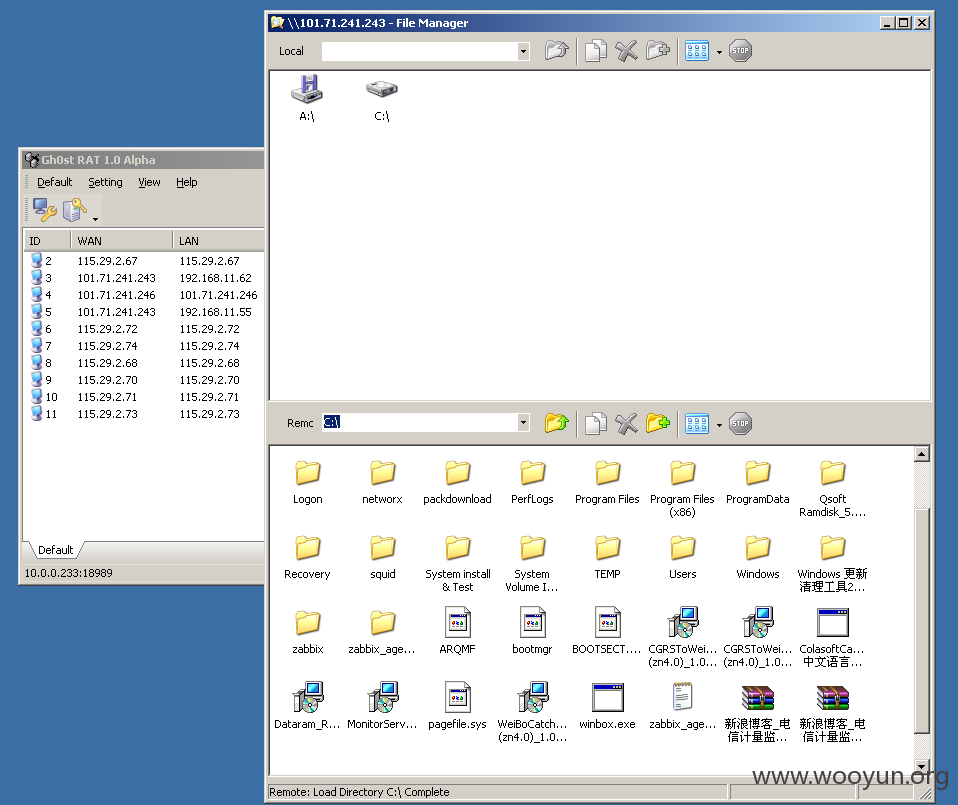 \\101.71.241.243 - File Manager
Local
A:\ C:\
Gh0st RAT 1.0 Alpha
Default Setting View Help
ID WAN LAN
2 115.29.2.67 115.29.2.67
3 101.71.241.243 192.168.11.62
4 101.71.241.246 101.71.241.246
5 101.71.241.243 192.168.11.55
6 115.29.2.72 115.29.2.72
7 115.29.2.74 115.29.2.74
8 115.29.2.68 115.29.2.68
9 115.29.2.70 115.29.2.70
10 115.29.2.71 115.29.2.71
11 115.29.2.73 115.29.2.73
Default
10.0.0.233:18989
STOP
Remc C:\
STOP
Logon networx packdownload PerfLogs Program Files Program Files ProgramData Qsoft
(x86) Ramdisk_5....
Recovery squid System install System TEMP Users Windows Windows 更新
& Test Volume I... 清理工具2...
zabbix zabbix_age... ARQMF bootmgr BOOTSECT.... CGRSToWei... CGRSToWei... ColasoftCa...
(zn4.0)_1.0... (zn4.0)_1.0... 中文语言...
Dataram_R... MonitorServ... pagefile.sys WeiBoCatch... winbox.exe zabbix_age... 新浪博客_电 新浪博客_电
(zn4.0)_1.0... 信计量监... 信计量监...
Remote: Load Directory C:\ Complete
www.wooyun.org